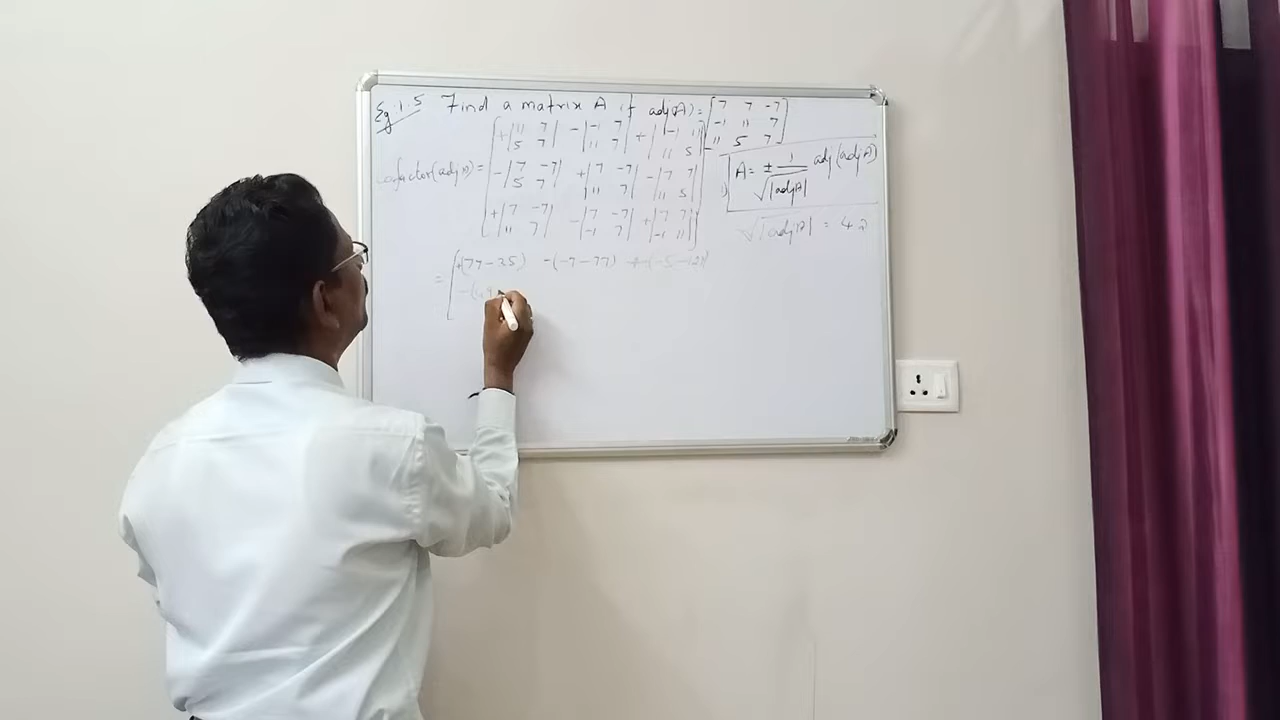 Eg.1.5 Find a matrix A if adj(A) = [7 7 -7
-1 11 7
11 5 7]
Cofactor(adj A) = [+|11 7 5 7| -|-1 7 11 7| +|-1 11 11 5|
-|7 -7 5 7| +|7 -7 11 7| -|7 7 11 5|
+|7 -7 11 7| -|7 -7 -1 7| +|7 7 -1 11|]
A = ± 1/√|adjA| adj(adjA)
√|adjA| = 42
= [+(77-35) -(-7-77) +(-5-121)
-(49